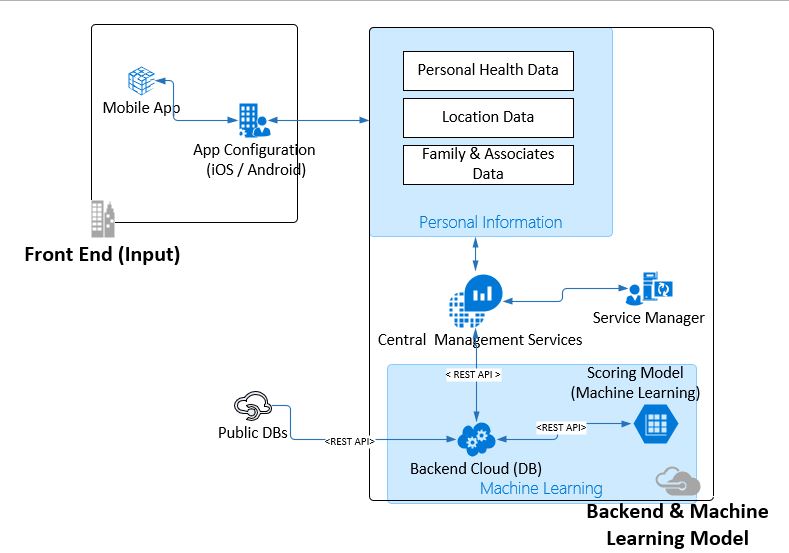 Mobile App
App Configuration
(iOS / Android)
Front End (Input)
Personal Health Data
Location Data
Family & Associates
Data
Personal Information
Central  Management Services
Service Manager
< REST API >
Scoring Model
(Machine Learning)
Public DBs
<REST API>
<REST API>
Backend Cloud (DB)
Machine Learning
Backend & Machine
Learning Model